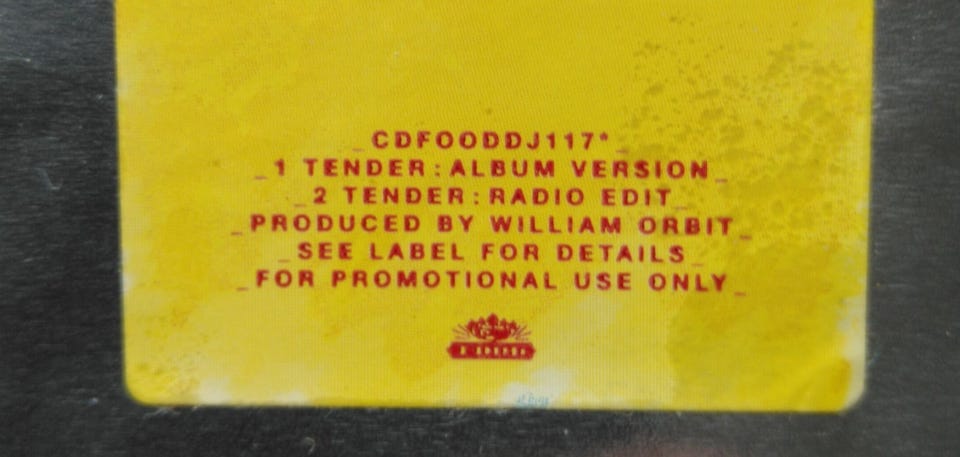 _CDFOODDJ117*_
_1 TENDER:ALBUM VERSION_
_2 TENDER:RADIO EDIT_
_PRODUCED BY WILLIAM ORBIT_
_SEE LABEL FOR DETAILS_
_FOR PROMOTIONAL USE ONLY_